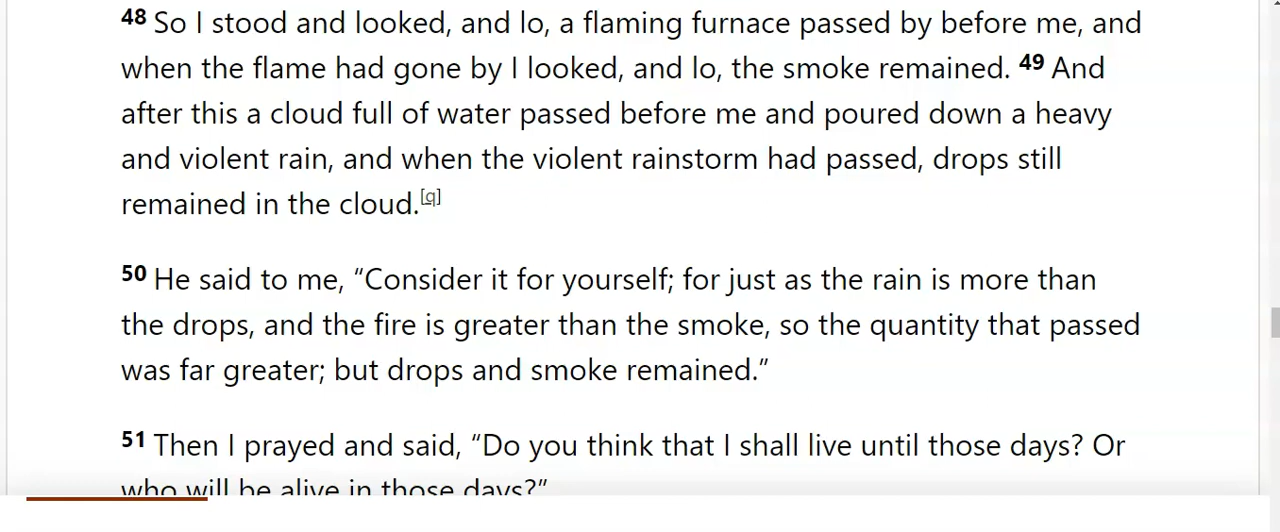 48 So I stood and looked, and lo, a flaming furnace passed by before me, and
when the flame had gone by I looked, and lo, the smoke remained. 49 And
after this a cloud full of water passed before me and poured down a heavy
and violent rain, and when the violent rainstorm had passed, drops still
remained in the cloud.[q]
50 He said to me, “Consider it for yourself; for just as the rain is more than
the drops, and the fire is greater than the smoke, so the quantity that passed
was far greater; but drops and smoke remained.”
51 Then I prayed and said, “Do you think that I shall live until those days? Or
who will be alive in those days?”